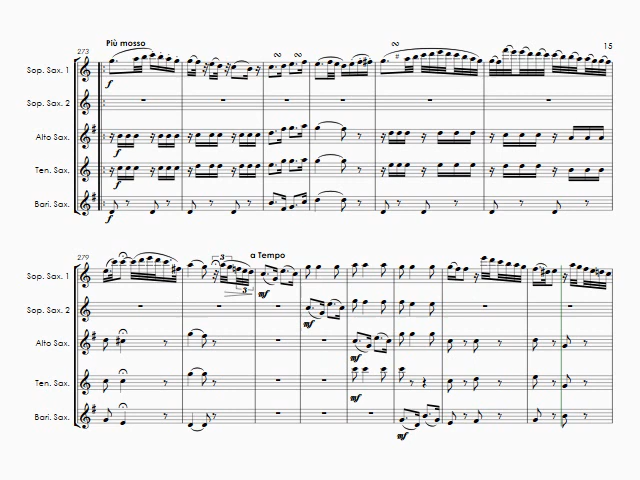 Più mosso
15
273
Sop. Sax. 1
f
Sop. Sax. 2
Alto Sax.
f
Ten. Sax.
f
Bari. Sax.
f
279
a Tempo
3
Sop. Sax. 1
3
mf
Sop. Sax. 2
mf
Alto Sax.
mf
Ten. Sax.
mf
Bari. Sax.
mf